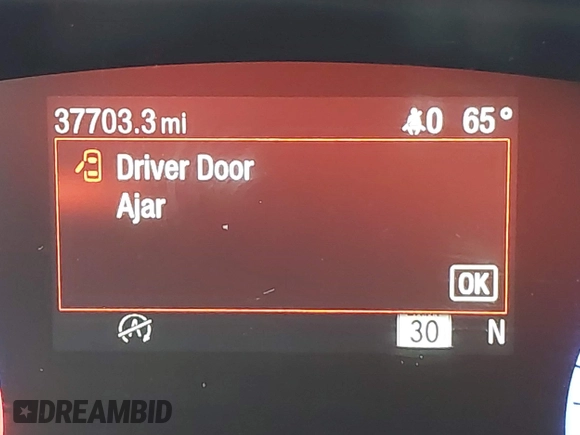 37703.3 mi 0 65°
Driver Door
Ajar
OK
A 30 N
DREAMBID